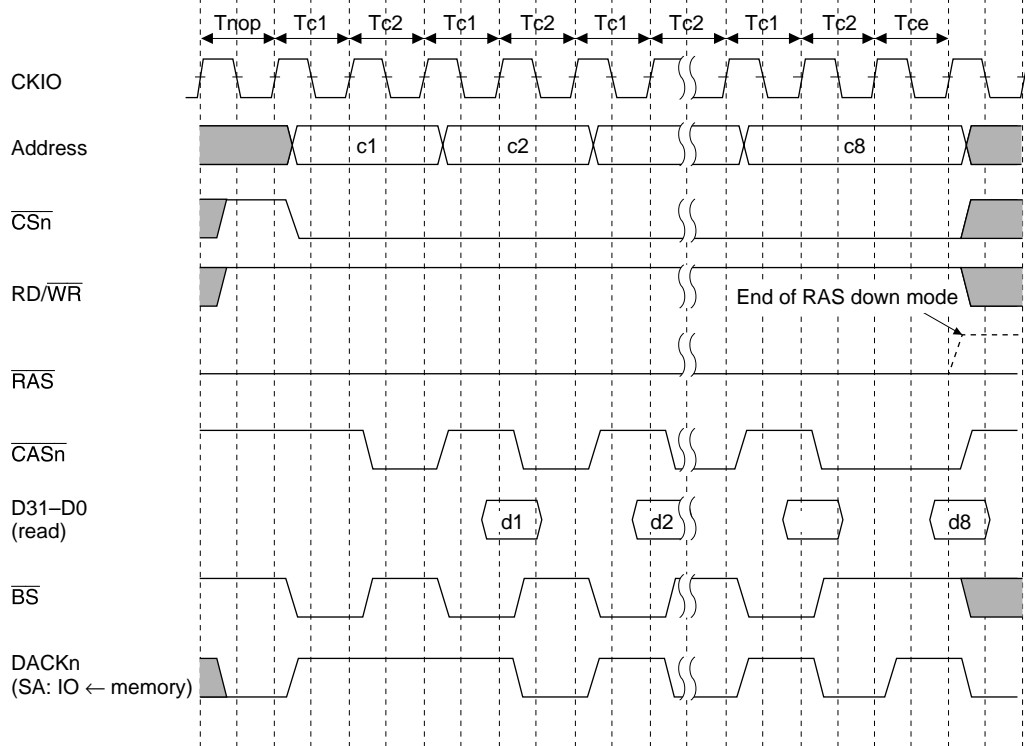 Tnop Tc1 Tc2 Tc1 Tc2 Tc1 Tc2 Tc1 Tc2 Tce
CKIO
Address c1 c2 c8
CSn
RD/WR
End of RAS down mode
RAS
CASn
D31–D0
(read) d1 d2 d8
BS
DACKn
(SA: IO ← memory)